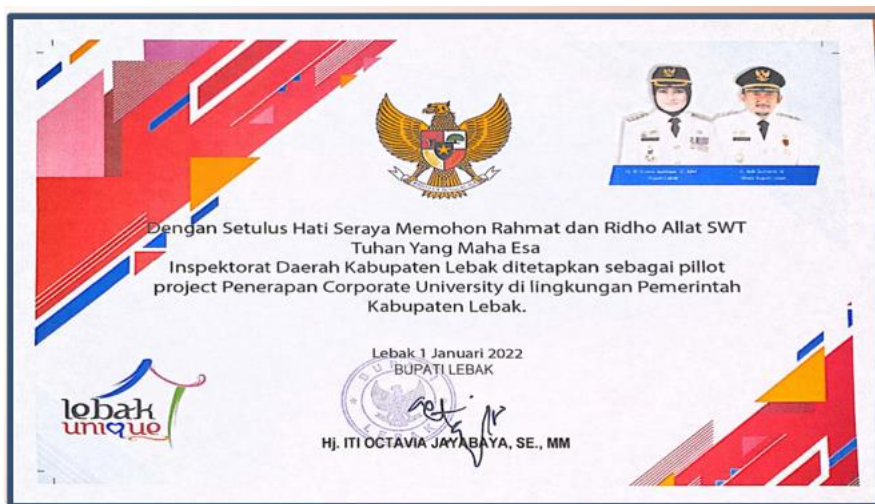 Dengan Setulus Hati Seraya Memohon Rahmat dan Ridho Allat SWT
Tuhan Yang Maha Esa
Inspektorat Daerah Kabupaten Lebak ditetapkan sebagai pillot
project Penerapan Corporate University di lingkungan Pemerintah
Kabupaten Lebak.
Lebak 1 Januari 2022
BUPATI LEBAK
BUPATI
LEBAK
Hj. ITI OCTAVIA JAYABAYA, SE., MM
lebak
unique